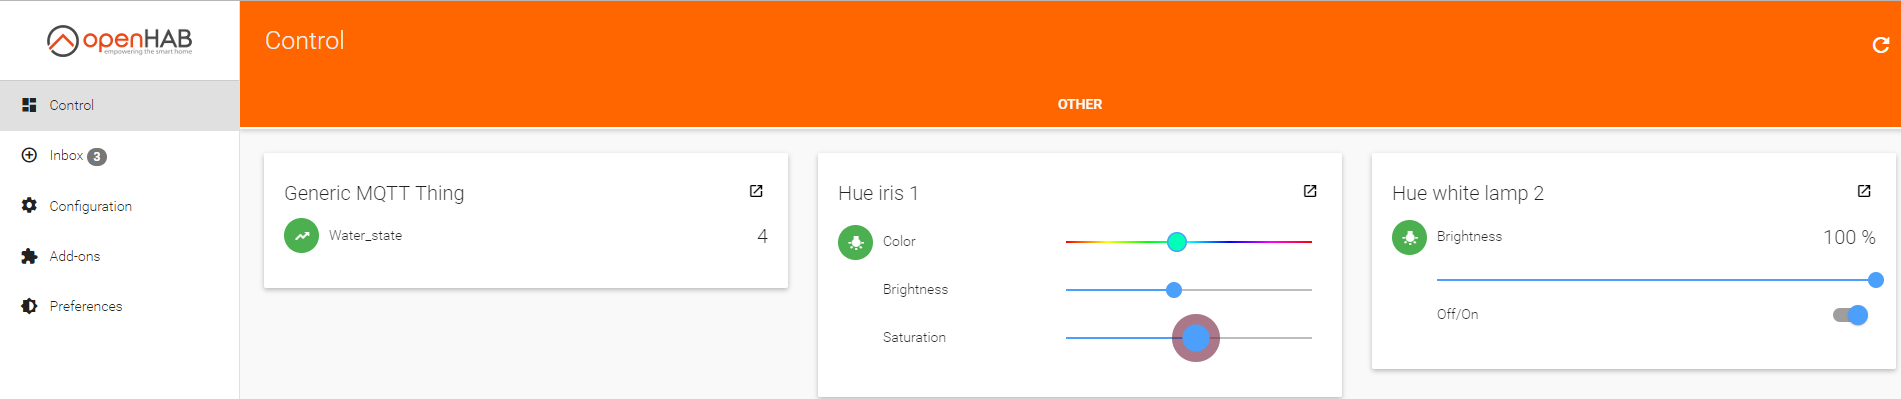 openHAB
empowering the smart home
Control
Inbox 3
Configuration
Add-ons
Preferences
Control
OTHER
Generic MQTT Thing
Water_state 4
Hue iris 1
Color
Brightness
Saturation
Hue white lamp 2
Brightness 100 %
Off/On